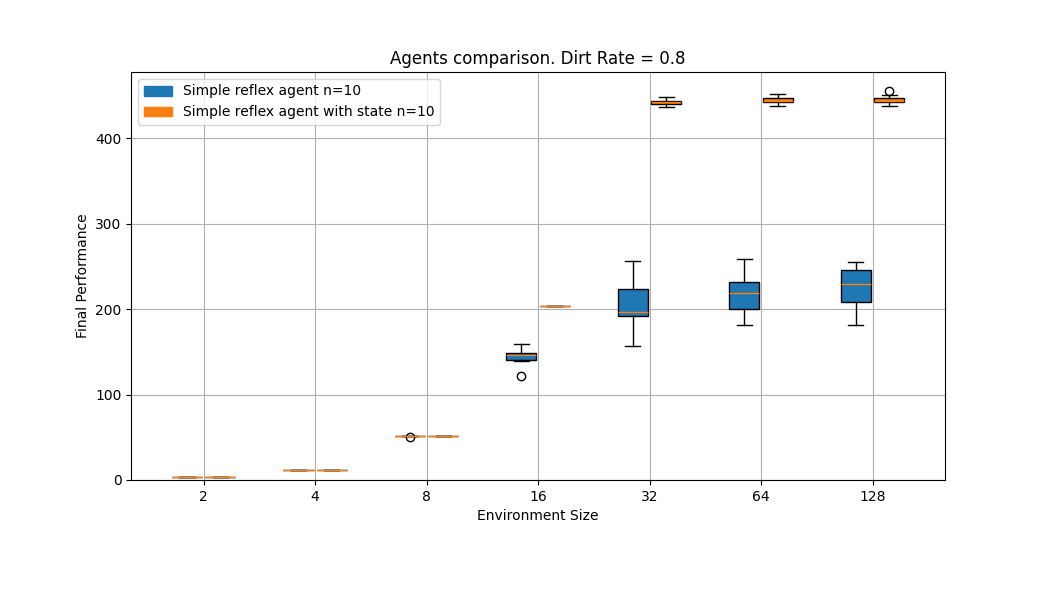 Agents comparison. Dirt Rate = 0.8
Simple reflex agent n=10
Simple reflex agent with state n=10
Final Performance
400
300
200
100
0
2 4 8 16 32 64 128
Environment Size